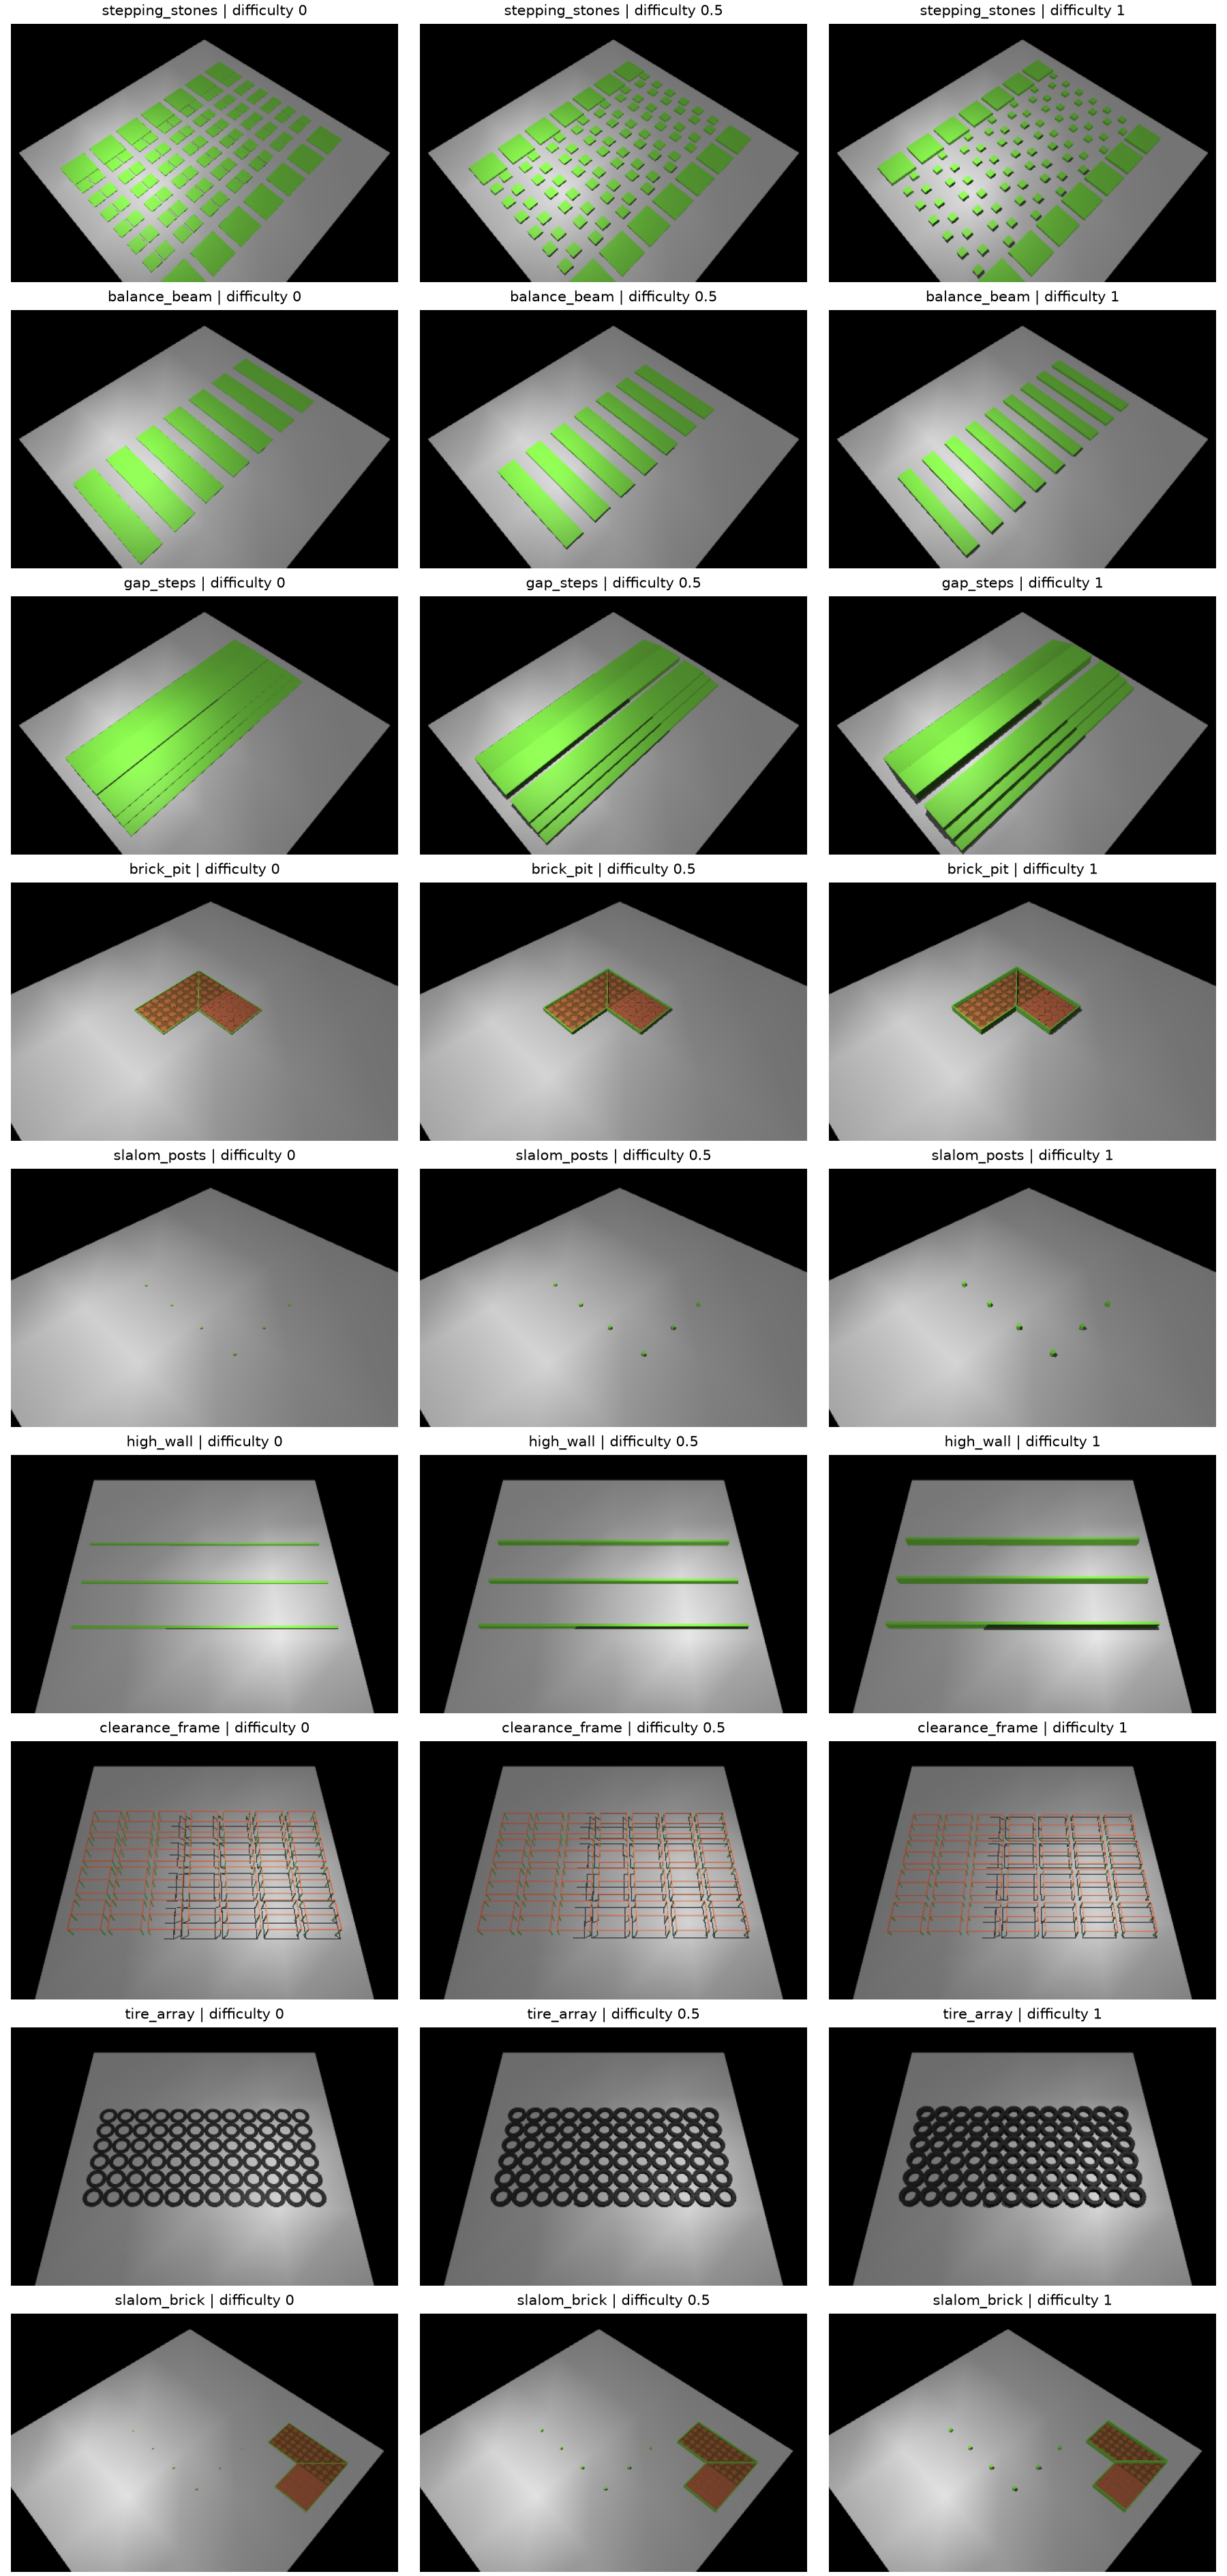 stepping_stones | difficulty 0
stepping_stones | difficulty 0.5
stepping_stones | difficulty 1
balance_beam | difficulty 0
balance_beam | difficulty 0.5
balance_beam | difficulty 1
gap_steps | difficulty 0
gap_steps | difficulty 0.5
gap_steps | difficulty 1
brick_pit | difficulty 0
brick_pit | difficulty 0.5
brick_pit | difficulty 1
slalom_posts | difficulty 0
slalom_posts | difficulty 0.5
slalom_posts | difficulty 1
high_wall | difficulty 0
high_wall | difficulty 0.5
high_wall | difficulty 1
clearance_frame | difficulty 0
clearance_frame | difficulty 0.5
clearance_frame | difficulty 1
tire_array | difficulty 0
tire_array | difficulty 0.5
tire_array | difficulty 1
slalom_brick | difficulty 0
slalom_brick | difficulty 0.5
slalom_brick | difficulty 1